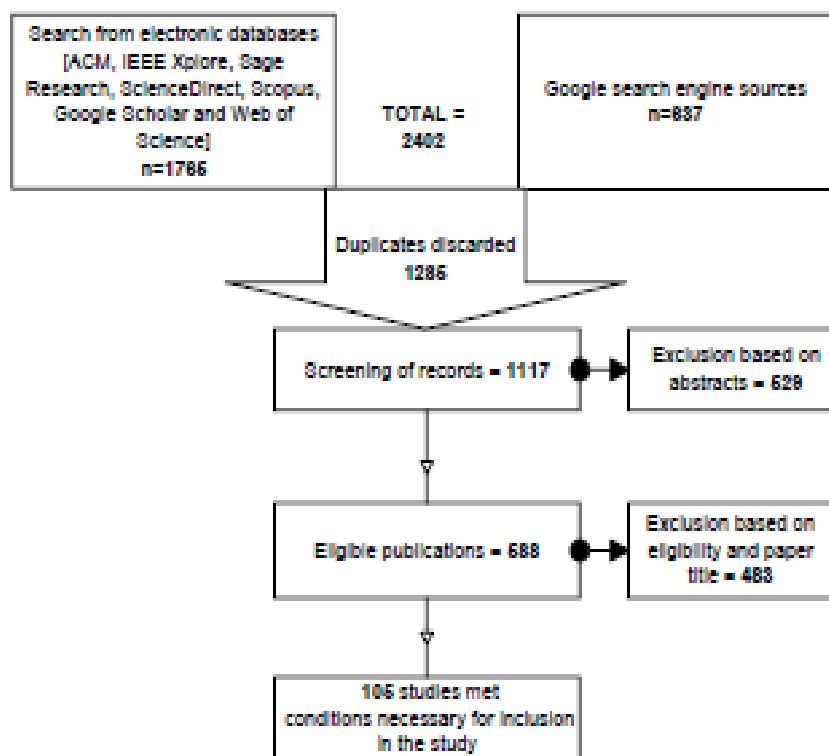 Search from electronic databases
[ACM, IEEE Xplore, Sage
Research, ScienceDirect, Scopus,
Google Scholar and Web of
Science]
n=1765
TOTAL =
2402
Google search engine sources
n=637
Duplicates discarded
1285
Screening of records = 1117
Exclusion based on
abstracts = 529
Eligible publications = 588
Exclusion based on
eligibility and paper
title = 483
105 studies met
conditions necessary for inclusion
in the study